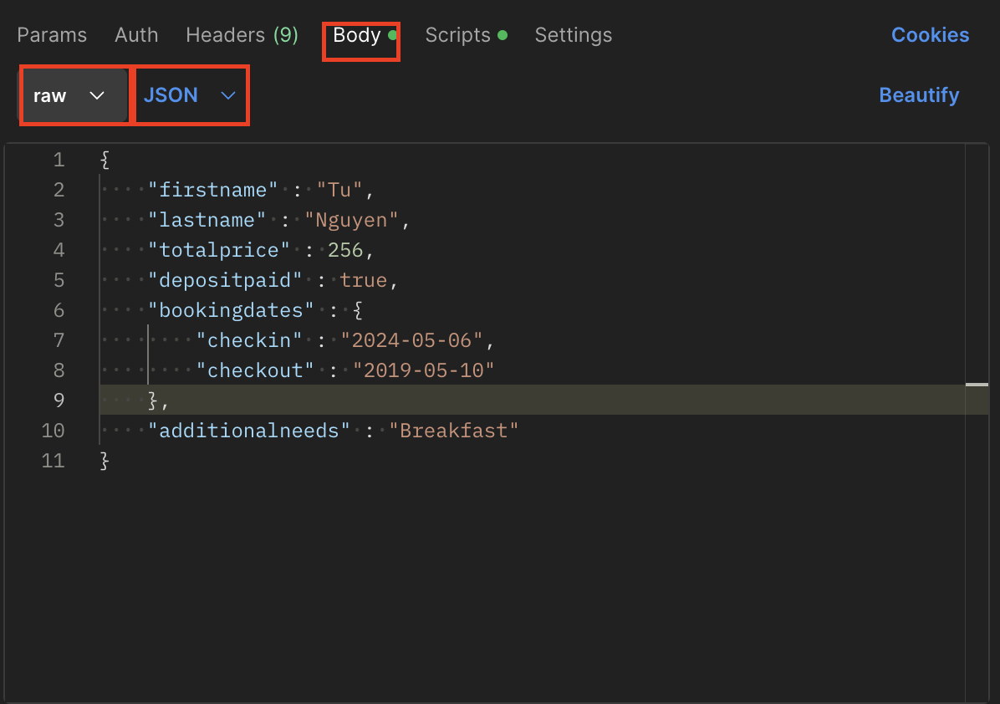 Params Auth Headers (9) Body Scripts Settings Cookies
raw JSON Beautify
1 {
2 "firstname" : "Tu",
3 "lastname" : "Nguyen",
4 "totalprice" : 256,
5 "depositpaid" : true,
6 "bookingdates" : {
7 "checkin" : "2024-05-06",
8 "checkout" : "2019-05-10"
9 },
10 "additionalneeds" : "Breakfast"
11 }